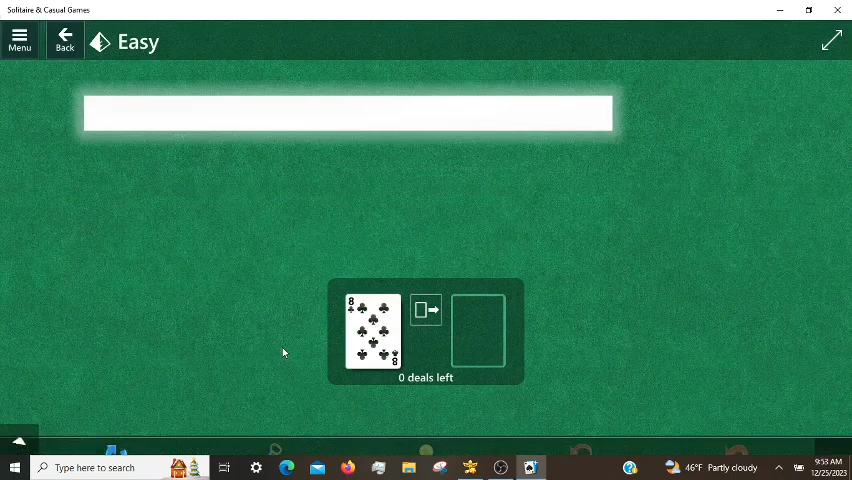 Solitaire & Casual Games
Menu
Back
Easy
8
8
0 deals left
Type here to search
46°F Partly cloudy
9:53 AM
12/25/2023